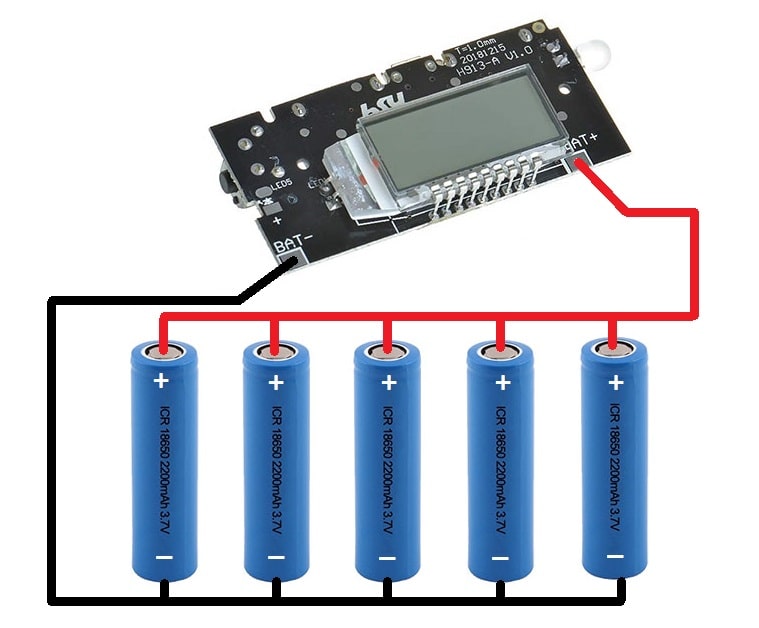 T=1.0mm
20181215
H913-A V1.0
BAT+
LED5
+
BAT-
+
+
+
+
+
ICR 18650 2200mAh 3.7V
ICR 18650 2200mAh 3.7V
ICR 18650 2200mAh 3.7V
ICR 18650 2200mAh 3.7V
ICR 18650 2200mAh 3.7V
−
−
−
−
−